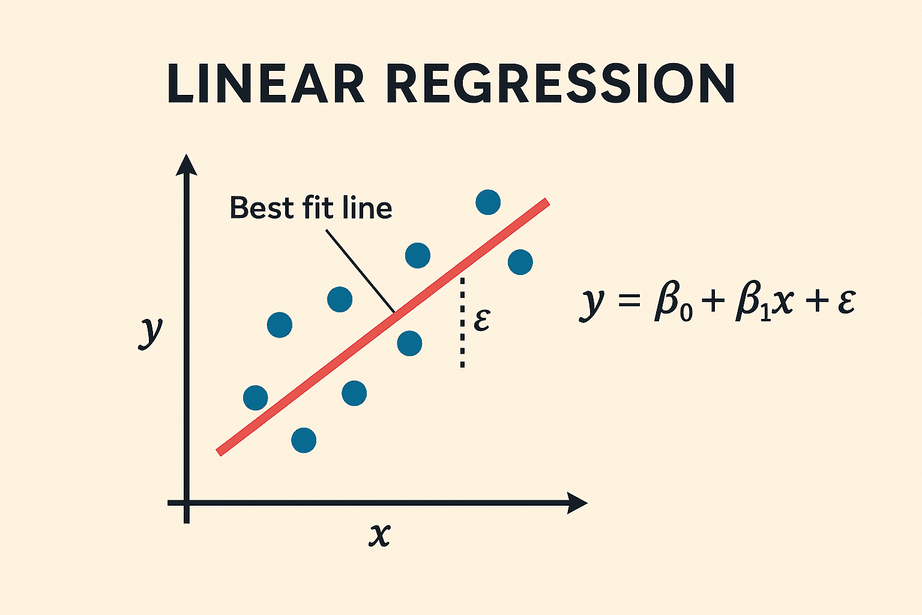 LINEAR REGRESSION
Best fit line
y
ε
y = β₀ + β₁x + ε
x